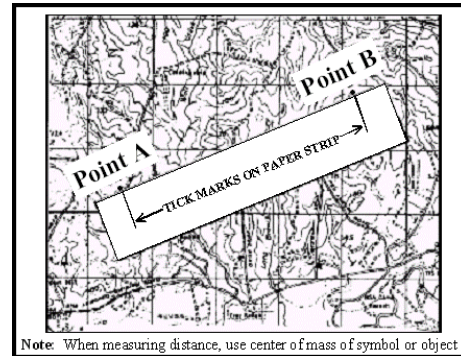 Point B
Point A
TICK MARKS ON PAPER STRIP
Note: When measuring distance, use center of mass of symbol or object